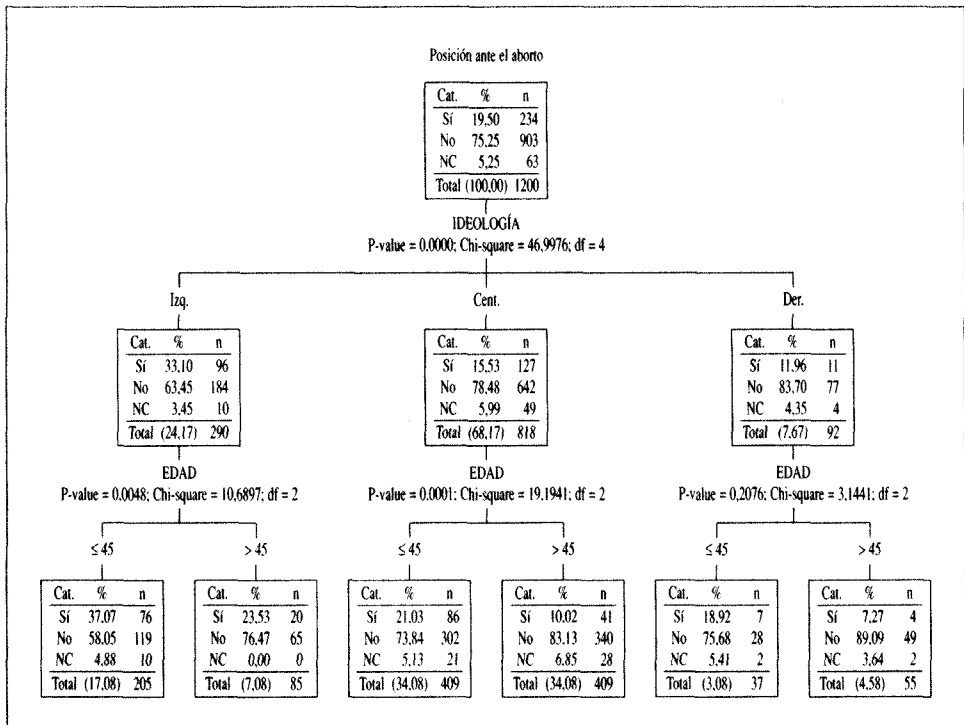 Posición ante el aborto
Cat. % n
Sí 19,50 234
No 75,25 903
NC 5,25 63
Total (100,00) 1200
IDEOLOGÍA
P-value = 0.0000; Chi-square = 46,9976; df = 4
Izq.
Cat. % n
Sí 33,10 96
No 63,45 184
NC 3,45 10
Total (24,17) 290
Cent.
Cat. % n
Sí 15,53 127
No 78,48 642
NC 5,99 49
Total (68,17) 818
Der.
Cat. % n
Sí 11,96 11
No 83,70 77
NC 4,35 4
Total (7,67) 92
EDAD
P-value = 0.0048; Chi-square = 10,6897; df = 2
EDAD
P-value = 0.0001; Chi-square = 19,1941; df = 2
EDAD
P-value = 0,2076; Chi-square = 3,1441; df = 2
≤ 45
Cat. % n
Sí 37,07 76
No 58,05 119
NC 4,88 10
Total (17,08) 205
> 45
Cat. % n
Sí 23,53 20
No 76,47 65
NC 0,00 0
Total (7,08) 85
≤ 45
Cat. % n
Sí 21,03 86
No 73,84 302
NC 5,13 21
Total (34,08) 409
> 45
Cat. % n
Sí 10,02 41
No 83,13 340
NC 6,85 28
Total (34,08) 409
≤ 45
Cat. % n
Sí 18,92 7
No 75,68 28
NC 5,41 2
Total (3,08) 37
> 45
Cat. % n
Sí 7,27 4
No 89,09 49
NC 3,64 2
Total (4,58) 55